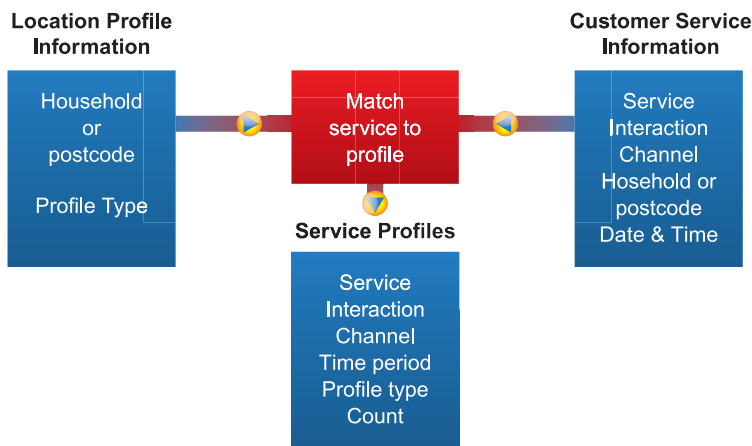 Location Profile
Information
Household
or
postcode
Profile Type
Match
service to
profile
Customer Service
Information
Service
Interaction
Channel
Hosehold or
postcode
Date & Time
Service Profiles
Service
Interaction
Channel
Time period
Profile type
Count